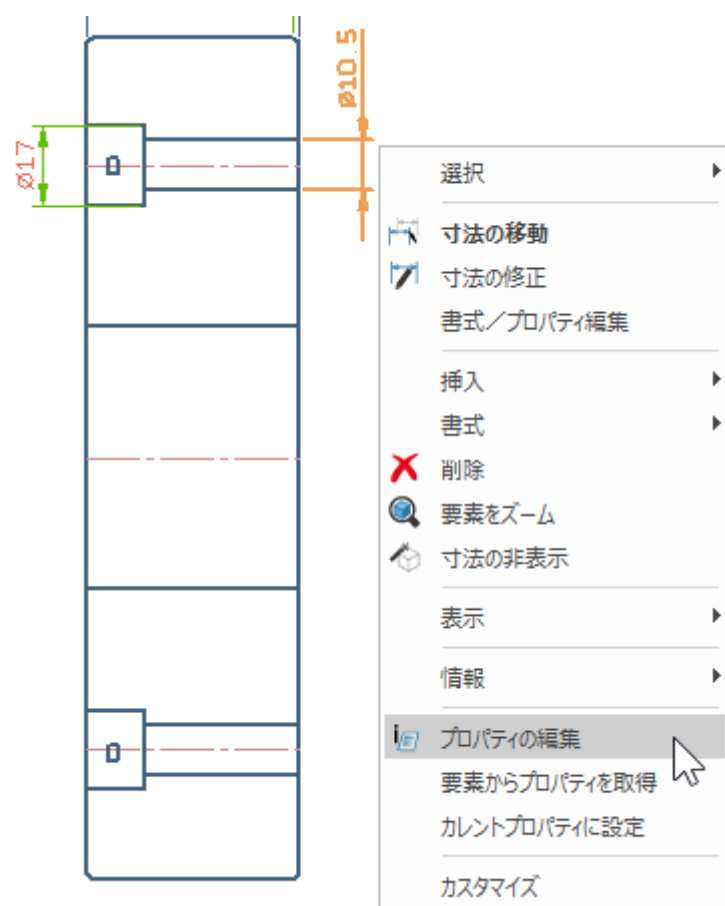 ø10.5
ø17
選択
寸法の移動
寸法の修正
書式／プロパティ編集
挿入
書式
削除
要素をズーム
寸法の非表示
表示
情報
プロパティの編集
要素からプロパティを取得
カレントプロパティに設定
カスタマイズ